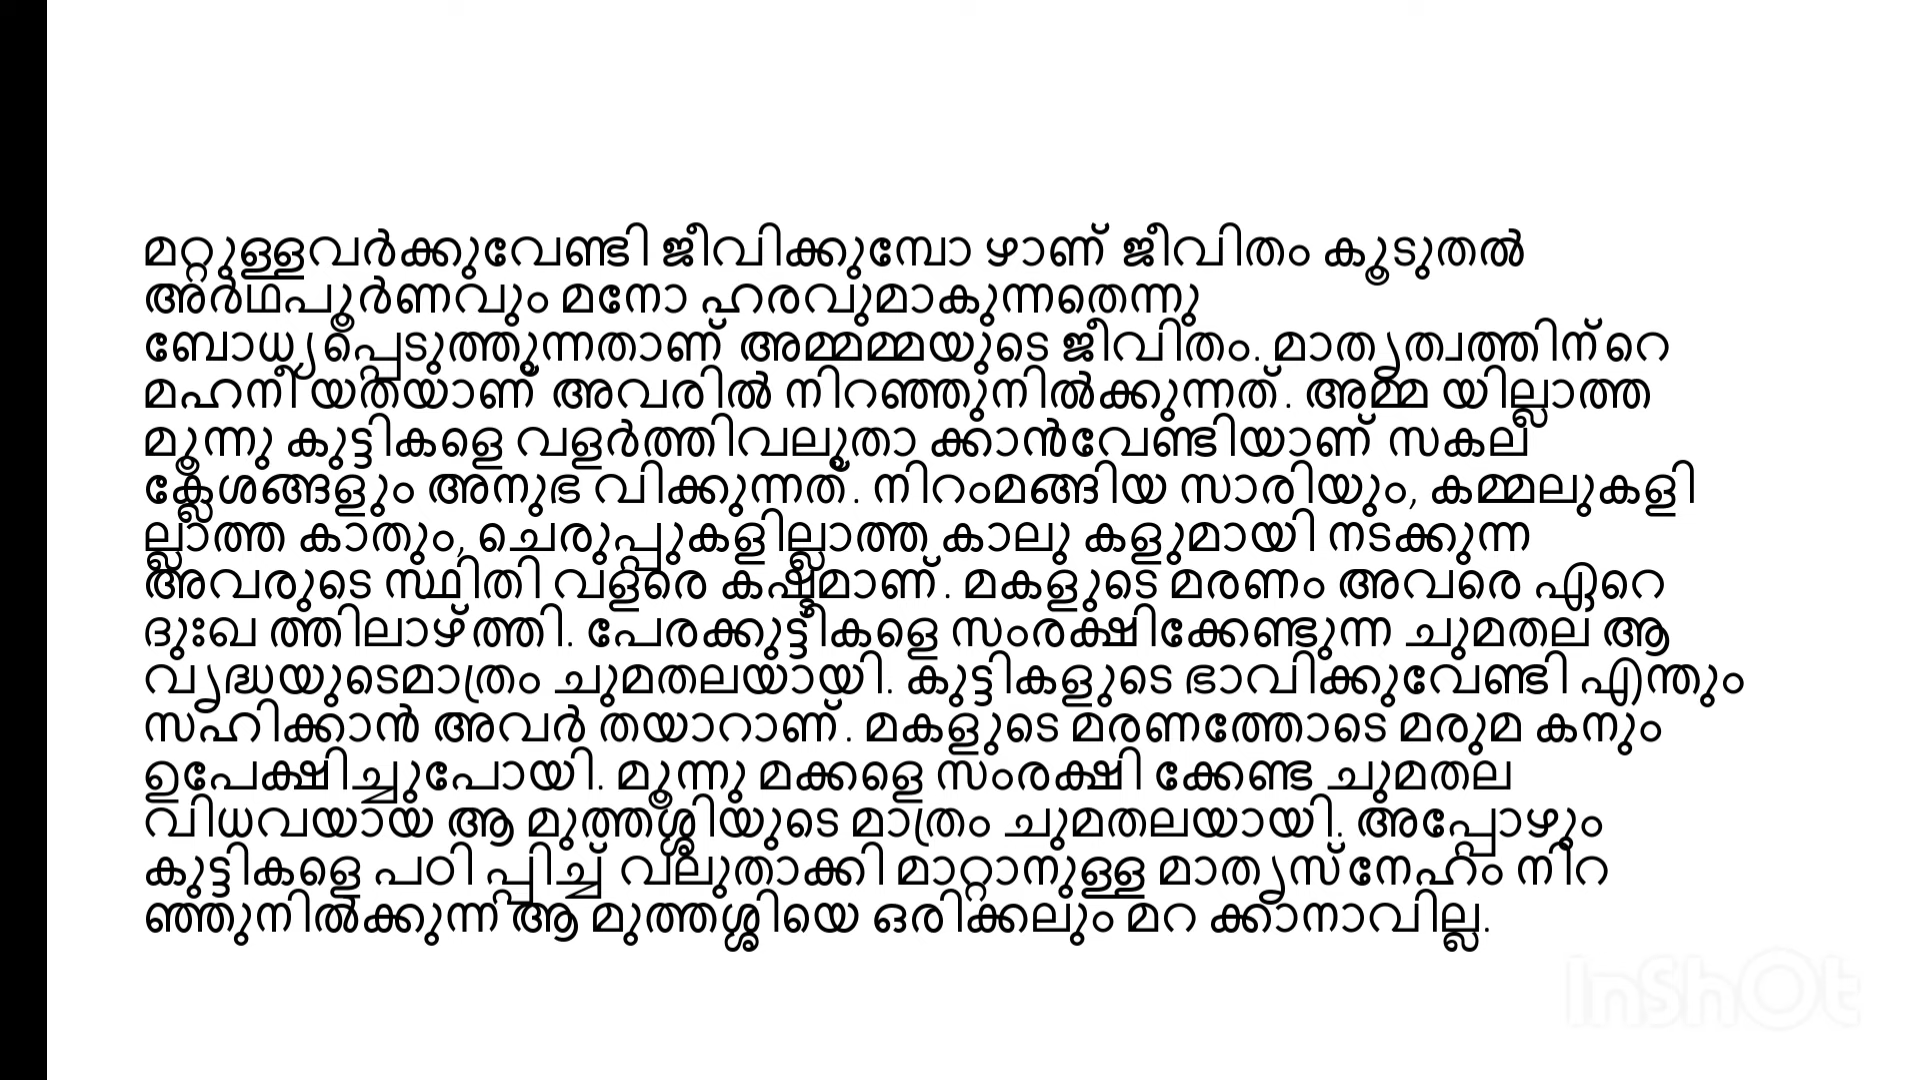 മറ്റുള്ളവർക്കുവേണ്ടി ജീവിക്കുമ്പോ ഴാണ് ജീവിതം കൂടുതൽ
അർഥപൂർണവും മനോ ഹരവുമാകുന്നതെന്നു
ബോധ്യപ്പെടുത്തുന്നതാണ് അമ്മമ്മയുടെ ജീവിതം. മാതൃത്വത്തിന്റെ
മഹനീ യതയാണ് അവരിൽ നിറഞ്ഞുനിൽക്കുന്നത്. അമ്മ യില്ലാത്ത
മൂന്നു കുട്ടികളെ വളർത്തിവലുതാ ക്കാൻവേണ്ടിയാണ് സകല
ക്ലേശങ്ങളും അനുഭ വിക്കുന്നത്. നിറംമങ്ങിയ സാരിയും, കമ്മലുകളി
ല്ലാത്ത കാതും, ചെരുപ്പുകളില്ലാത്ത കാലു കളുമായി നടക്കുന്ന
അവരുടെ സ്ഥിതി വളരെ കഷ്ടമാണ്. മകളുടെ മരണം അവരെ ഏറെ
ദുഃഖ ത്തിലാഴ്ത്തി. പേരക്കുട്ടികളെ സംരക്ഷിക്കേണ്ടുന്ന ചുമതല ആ
വൃദ്ധയുടെമാത്രം ചുമതലയായി. കുട്ടികളുടെ ഭാവിക്കുവേണ്ടി എന്തും
സഹിക്കാൻ അവർ തയാറാണ്. മകളുടെ മരണത്തോടെ മരുമ കനും
ഉപേക്ഷിച്ചുപോയി. മൂന്നു മക്കളെ സംരക്ഷി ക്കേണ്ട ചുമതല
വിധവയായ ആ മുത്തശ്ശിയുടെ മാത്രം ചുമതലയായി. അപ്പോഴും
കുട്ടികളെ പഠി പ്പിച്ച് വലുതാക്കി മാറ്റാനുള്ള മാതൃസ്നേഹം നിറ
ഞ്ഞുനിൽക്കുന്ന ആ മുത്തശ്ശിയെ ഒരിക്കലും മറ ക്കാനാവില്ല.
InShOt